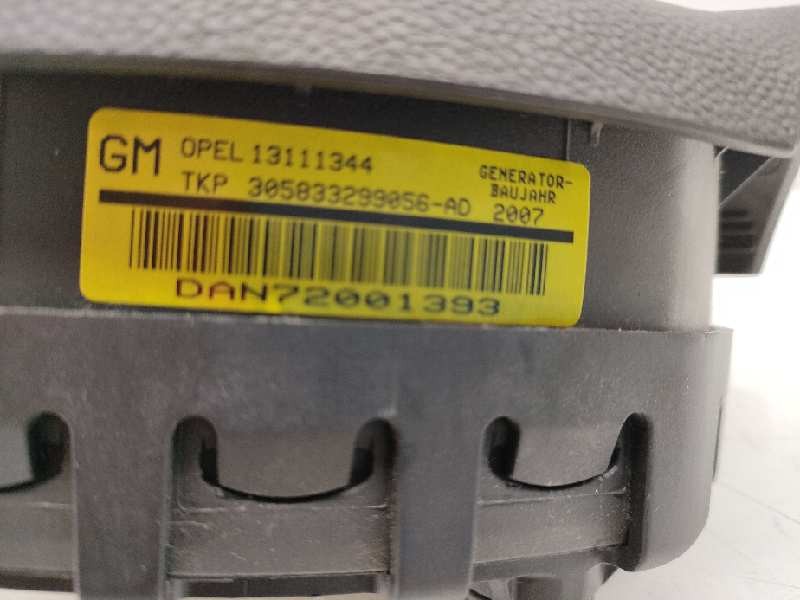 GM OPEL 13111344
TKP 305833299056-AD
GENERATOR-
BAUJAHR
2007
DAN72001393